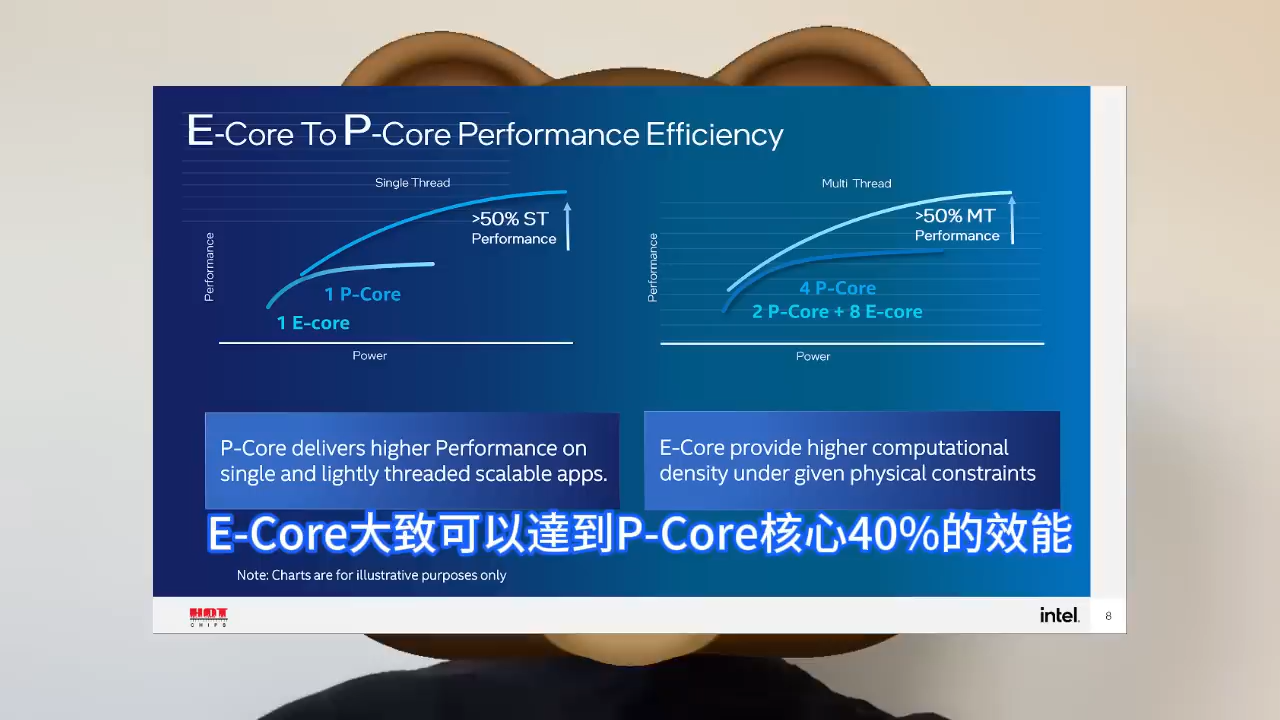 E-Core To P-Core Performance Efficiency
Single Thread
Performance
>50% ST
Performance
1 P-Core
1 E-core
Power
Multi Thread
Performance
>50% MT
Performance
4 P-Core
2 P-Core + 8 E-core
Power
P-Core delivers higher Performance on
single and lightly threaded scalable apps.
E-Core provide higher computational
density under given physical constraints
E-Core大致可以達到P-Core核心40%的效能
Note: Charts are for illustrative purposes only
HOT
CHIPS
intel.
8